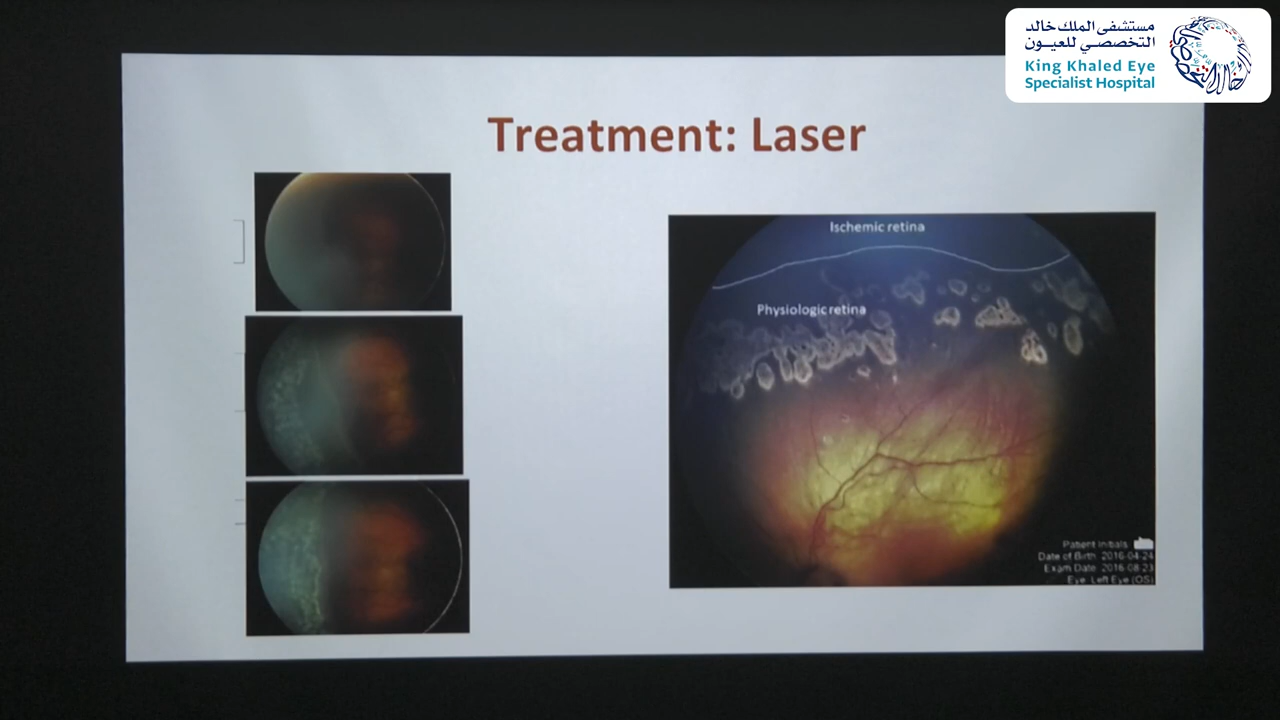 مستشفى الملك خالد
التخصصي للعيون
King Khaled Eye
Specialist Hospital
Treatment: Laser
Ischemic retina
Physiologic retina
Patient Initials:
Date of Birth: 2016-04-24
Exam Date: 2016-08-23
Eye: Left Eye (OS)